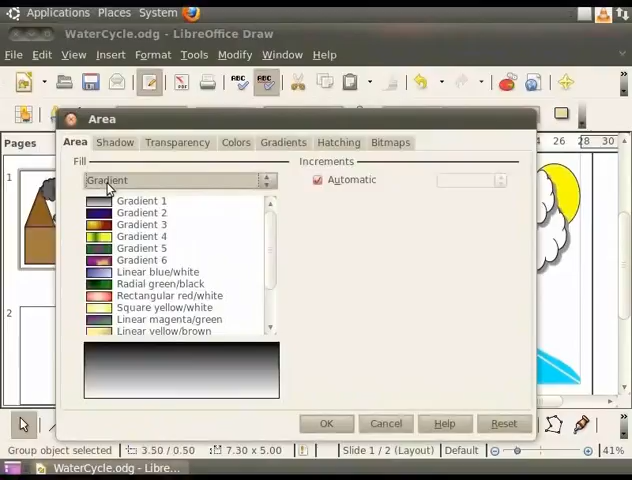 Applications Places System
WaterCycle.odg - LibreOffice Draw
File Edit View Insert Format Tools Modify Window Help
ABC ABC
Area
Pages
Area Shadow Transparency Colors Gradients Hatching Bitmaps
26 28 30
Fill Increments
1
Gradient Automatic
Gradient 1
Gradient 2
Gradient 3
Gradient 4
Gradient 5
Gradient 6
Linear blue/white
Radial green/black
Rectangular red/white
Square yellow/white
2
Linear magenta/green
Linear yellow/brown
OK Cancel Help Reset
Group object selected 3.50 / 0.50 7.30 x 5.00 Slide 1 / 2 (Layout) Default 41%
WaterCycle.odg - Libre...